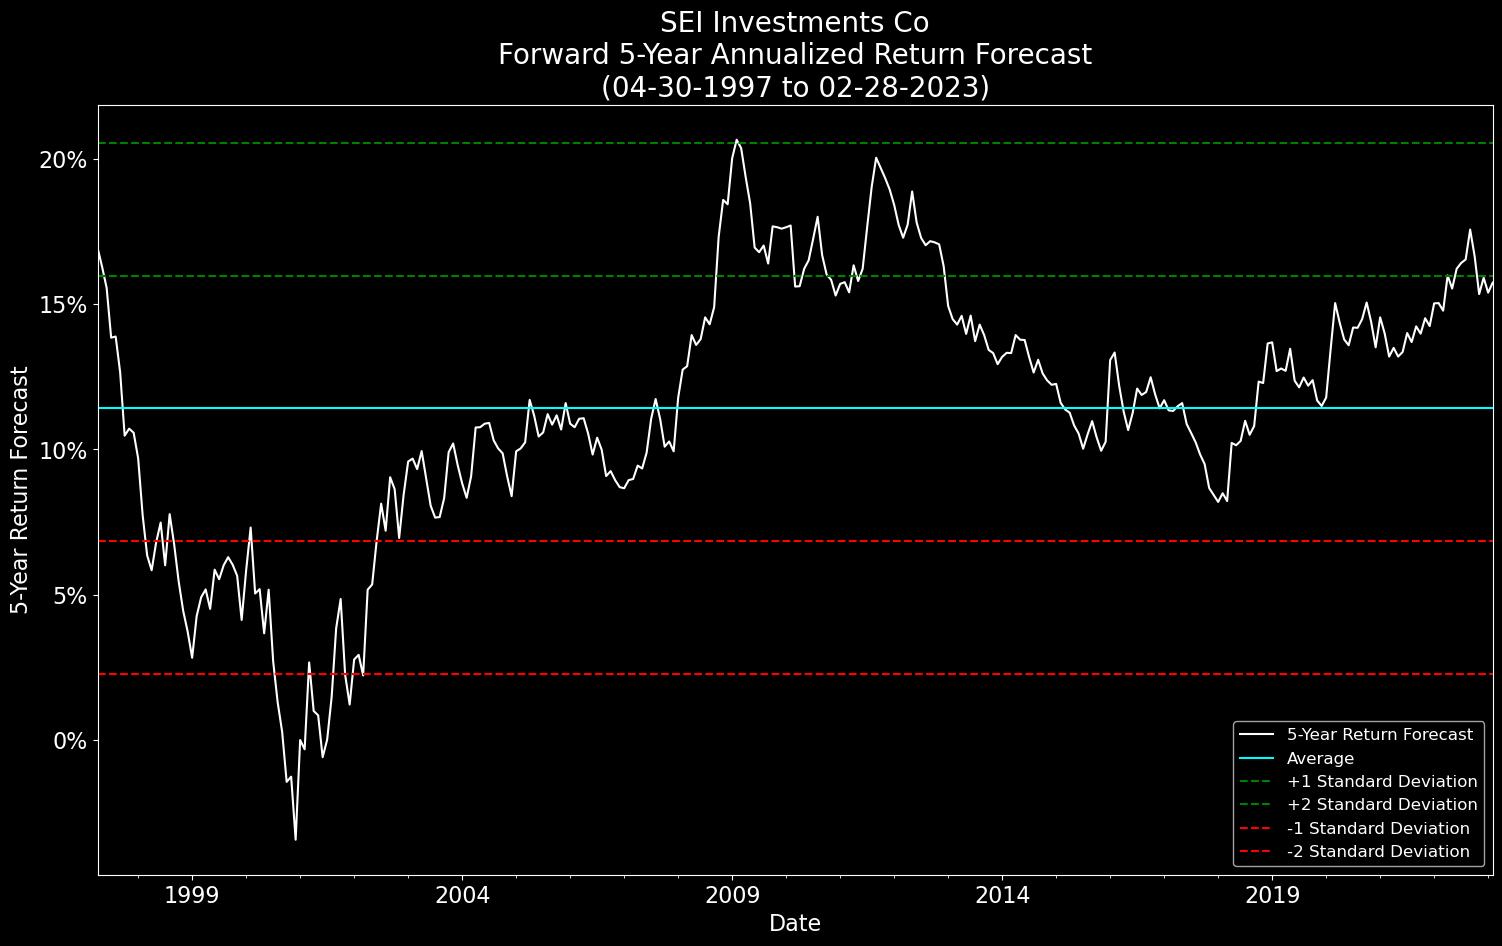 SEI Investments Co
Forward 5-Year Annualized Return Forecast
(04-30-1997 to 02-28-2023)
5-Year Return Forecast
20%
15%
10%
5%
0%
5-Year Return Forecast
Average
+1 Standard Deviation
+2 Standard Deviation
-1 Standard Deviation
-2 Standard Deviation
1999 2004 2009 2014 2019
Date